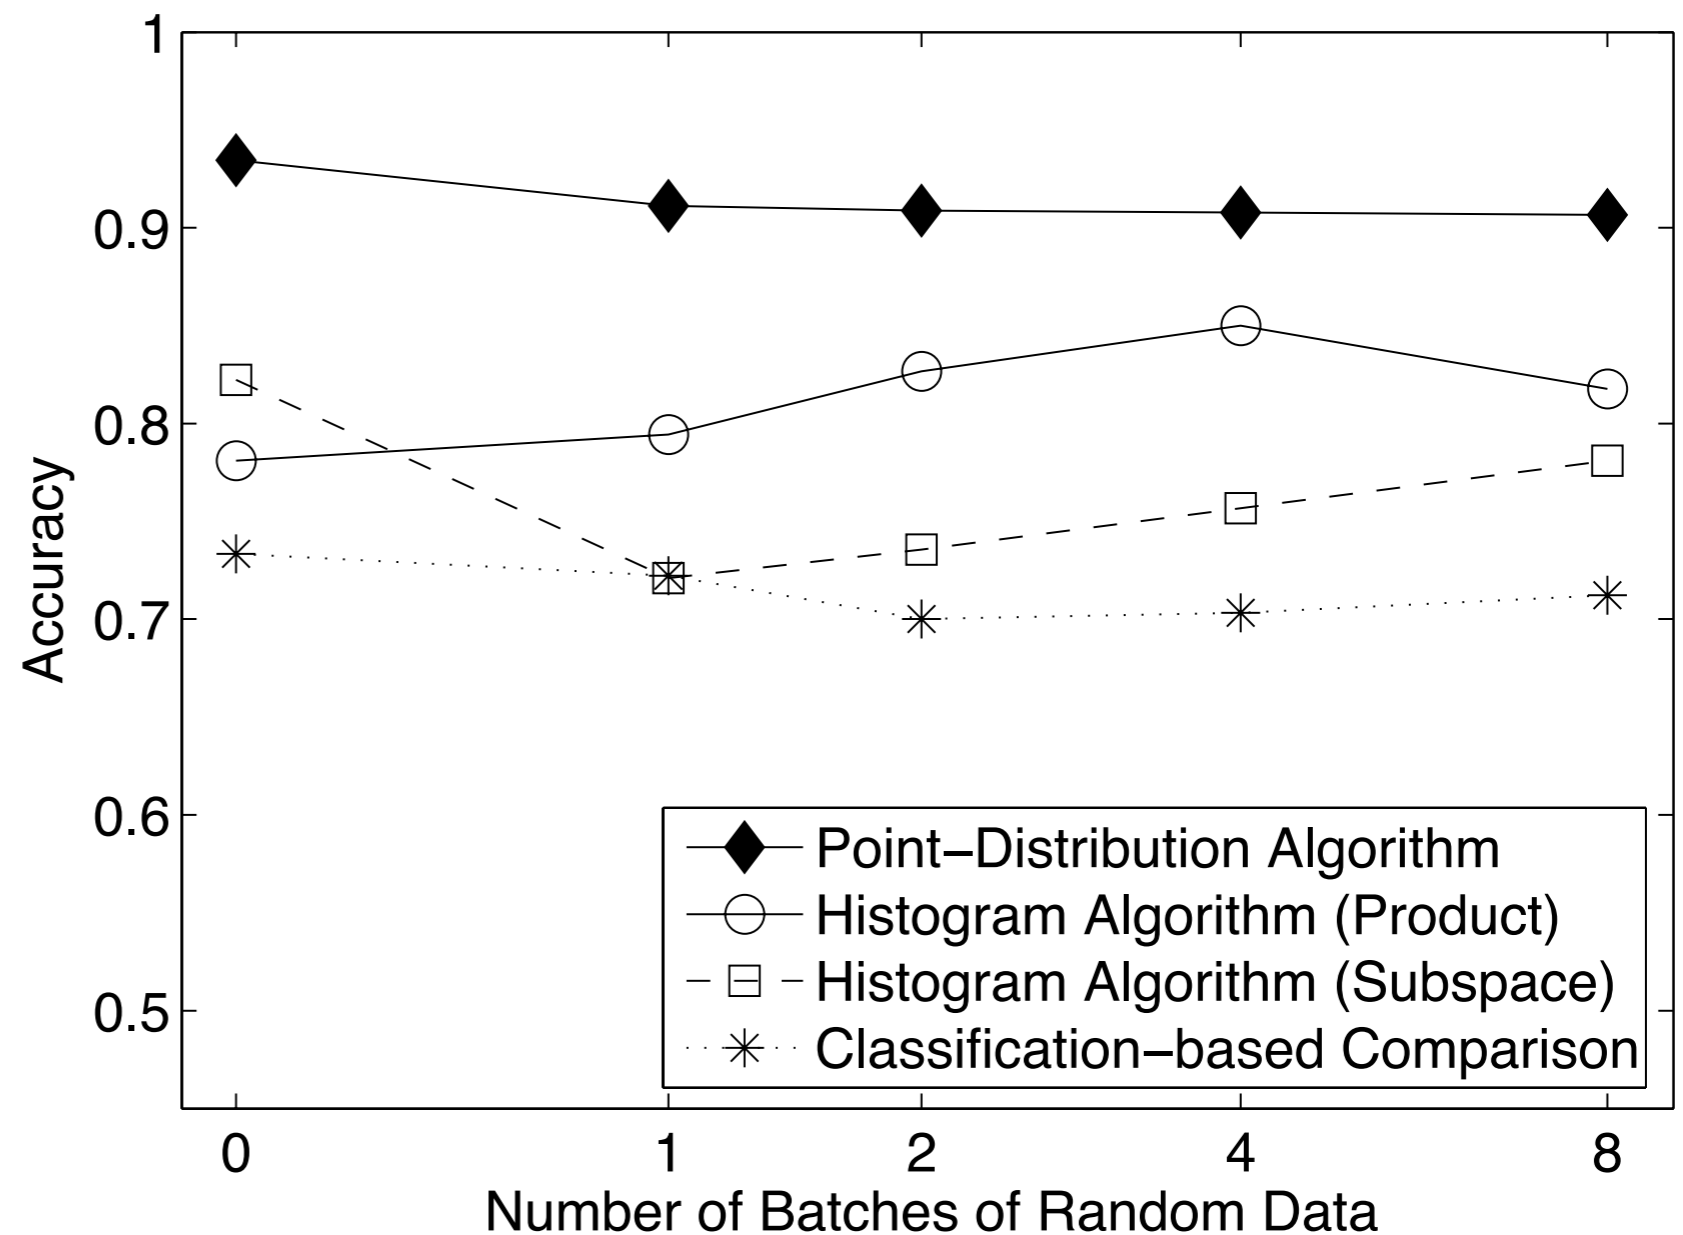 1
0.9
0.8
0.7
0.6
0.5
Accuracy
Point−Distribution Algorithm
Histogram Algorithm (Product)
Histogram Algorithm (Subspace)
Classification−based Comparison
0 1 2 4 8
Number of Batches of Random Data